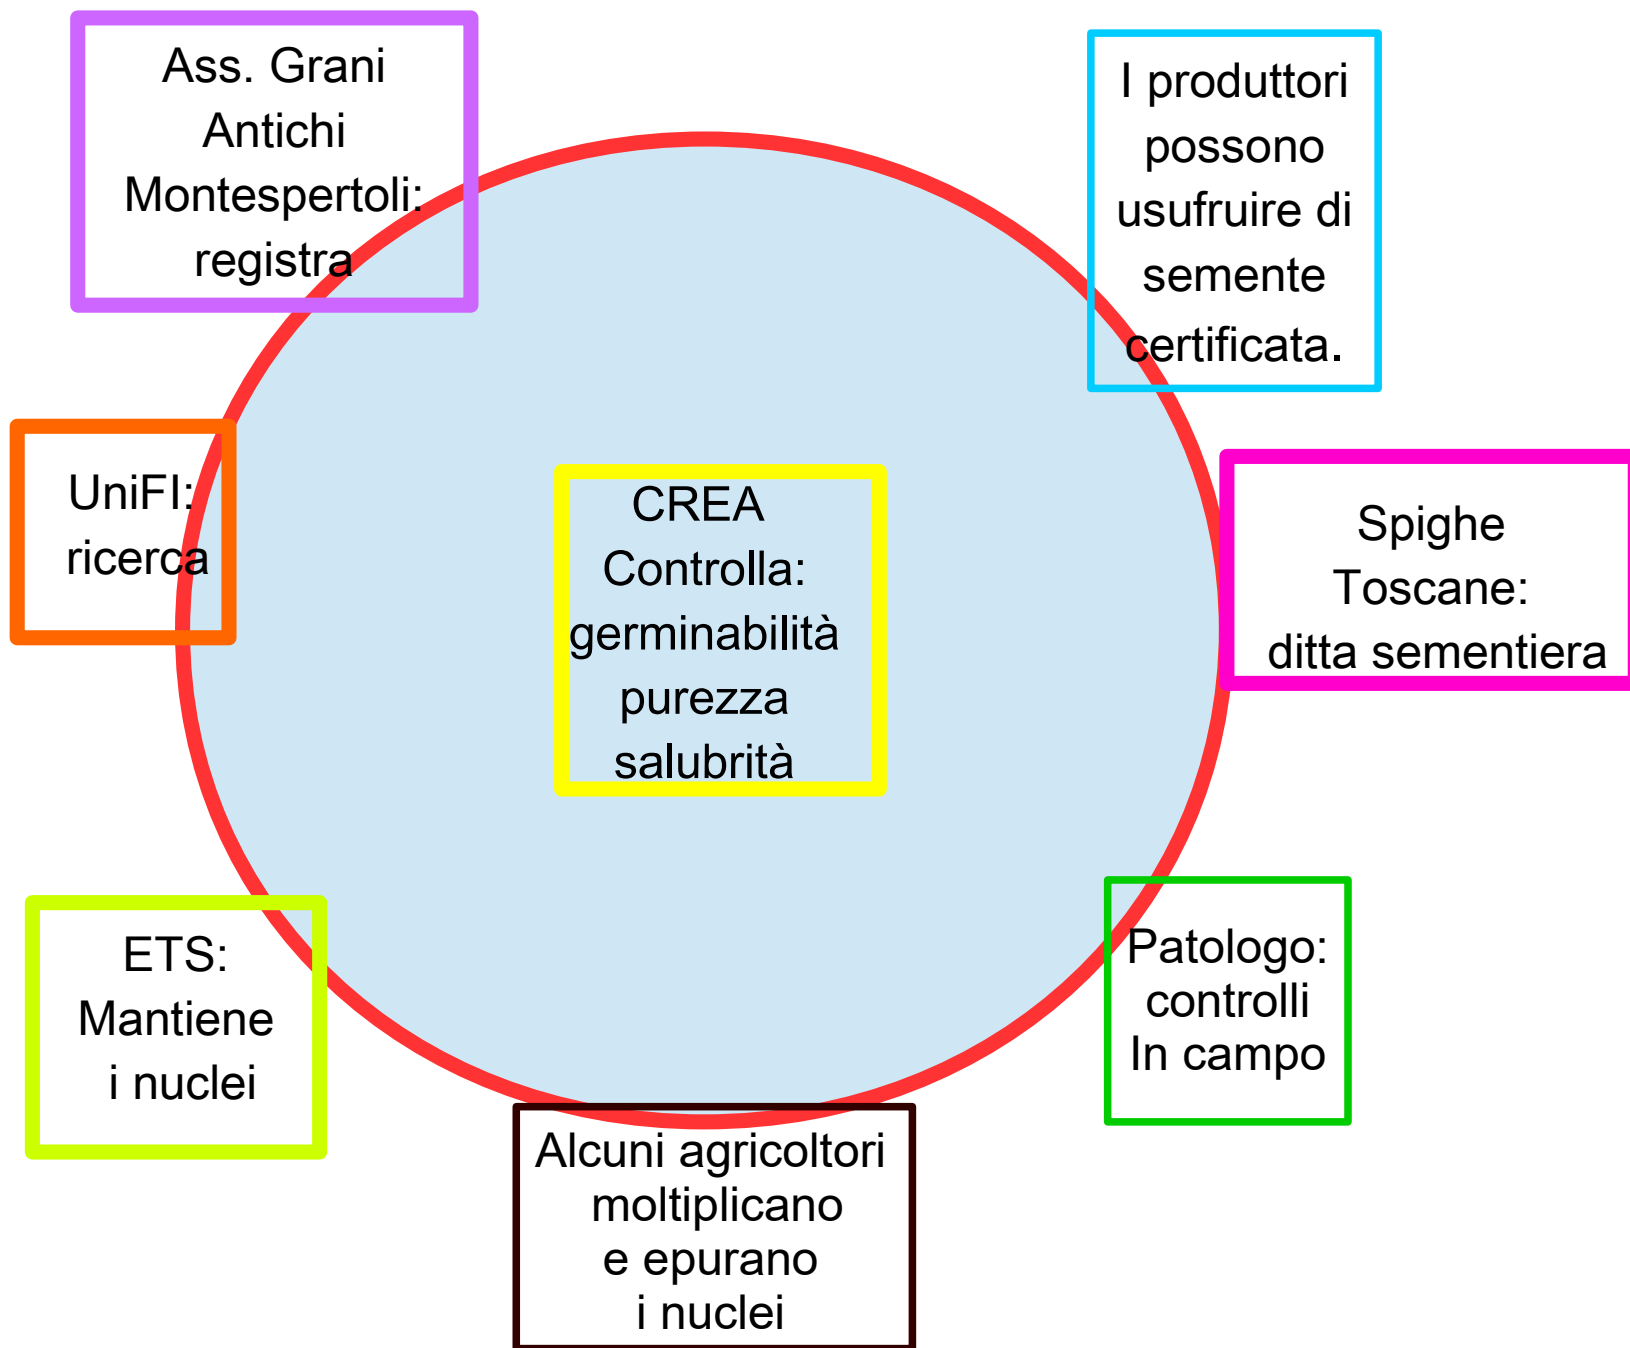 Ass. Grani
Antichi
Montespertoli:
registra
I produttori
possono
usufruire di
semente
certificata.
UniFI:
ricerca
CREA
Controlla:
germinabilità
purezza
salubrità
Spighe
Toscane:
ditta sementiera
ETS:
Mantiene
i nuclei
Patologo:
controlli
In campo
Alcuni agricoltori
moltiplicano
e epurano
i nuclei